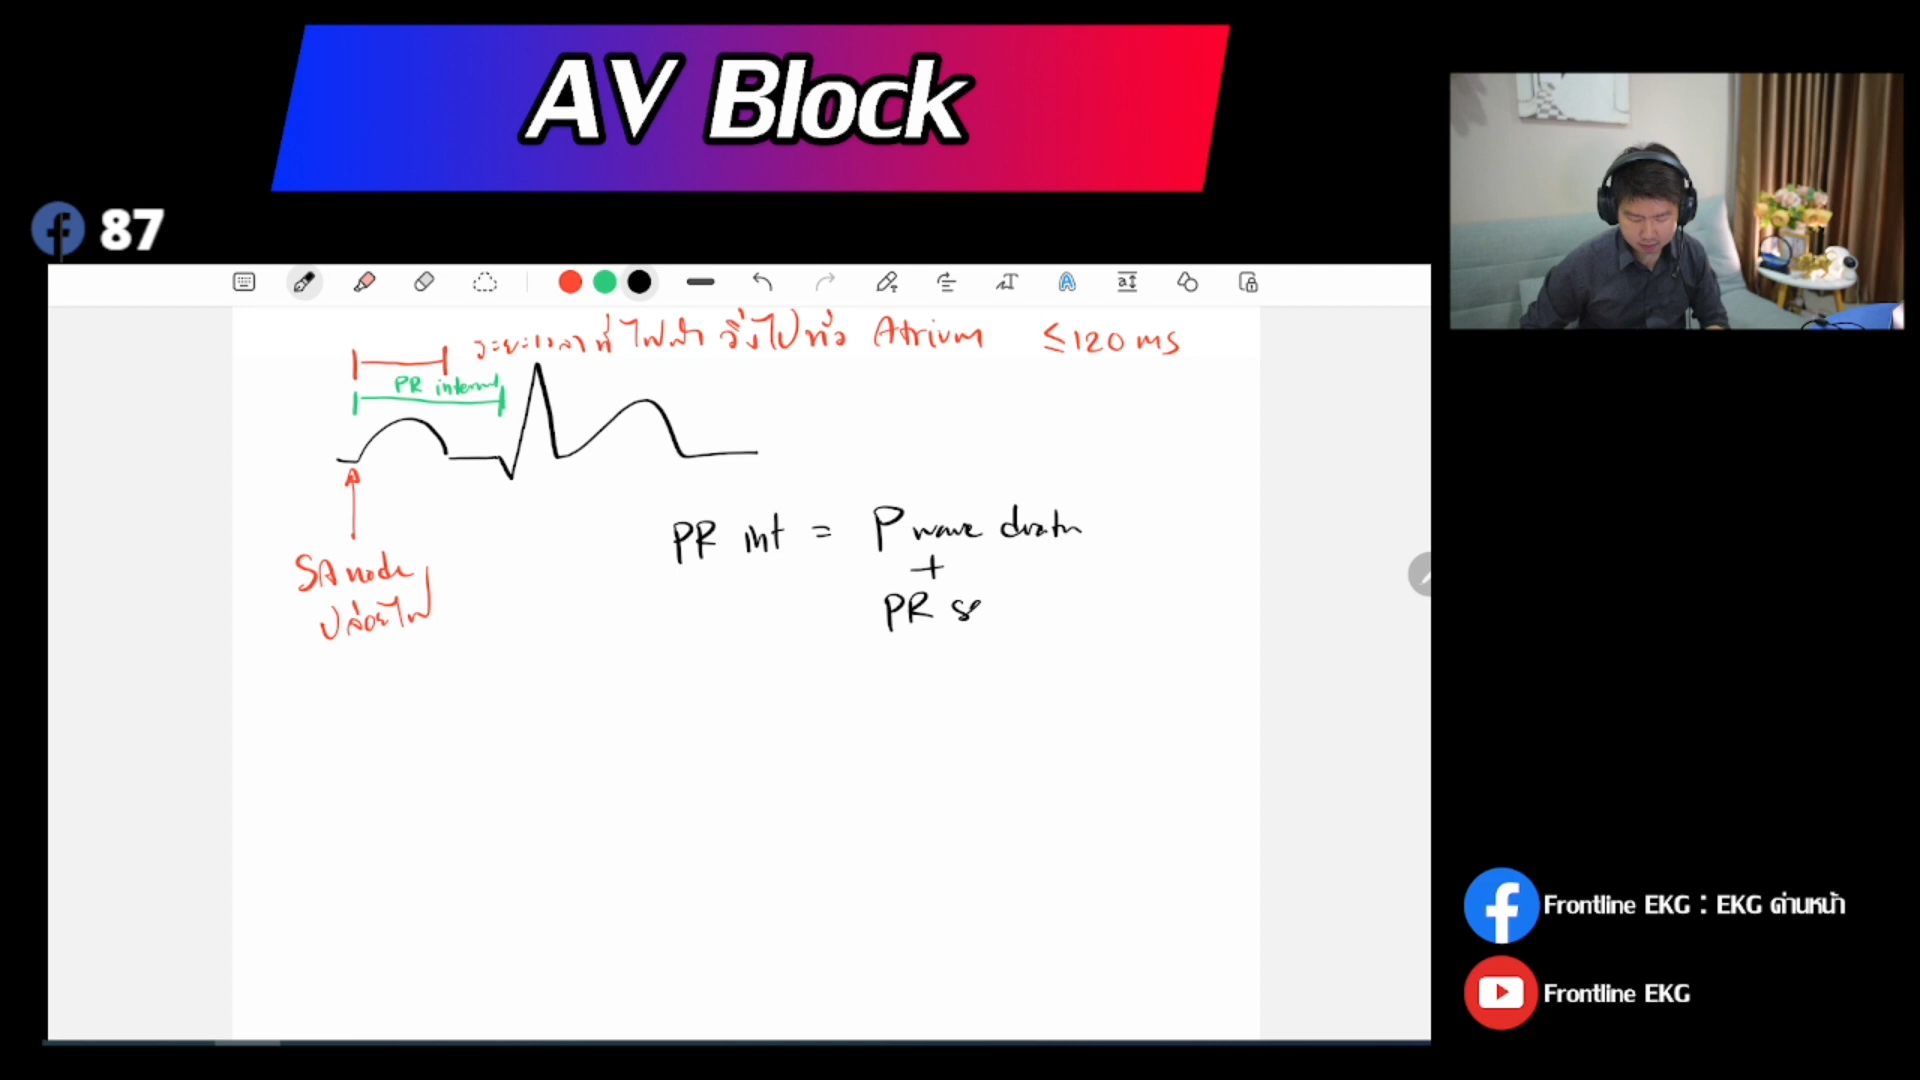 AV Block
87
ระยะเวลาที่ ไฟฟ้า วิ่งไปทั่ว Atrium ≤120 ms
PR interval
PR int = P wave duratn
+
PR se
SA node
ปล่อยไฟ
Frontline EKG : EKG ด่านหน้า
Frontline EKG